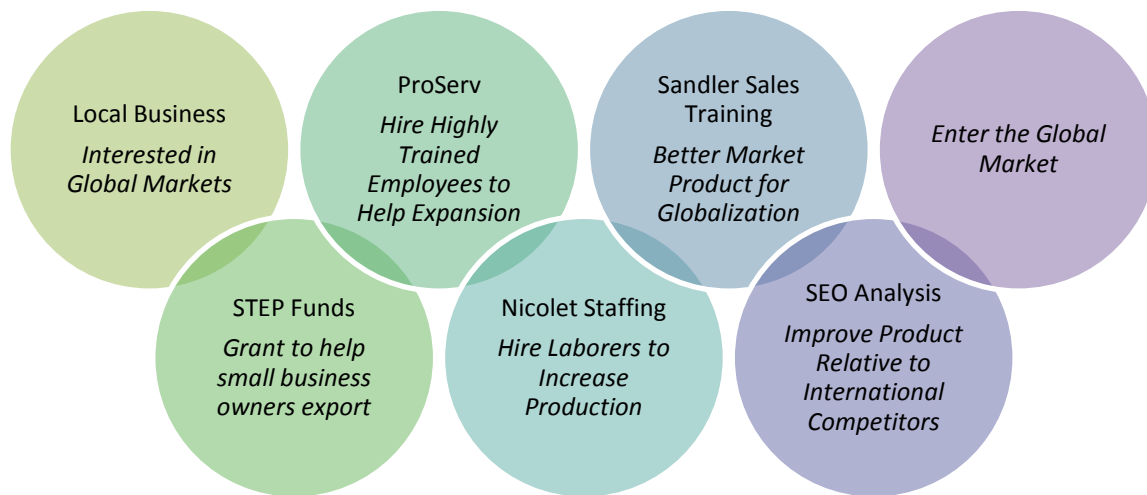 Local Business
Interested in
Global Markets
STEP Funds
Grant to help
small business
owners export
ProServ
Hire Highly
Trained
Employees to
Help Expansion
Nicolet Staffing
Hire Laborers to
Increase
Production
Sandler Sales
Training
Better Market
Product for
Globalization
SEO Analysis
Improve Product
Relative to
International
Competitors
Enter the Global
Market